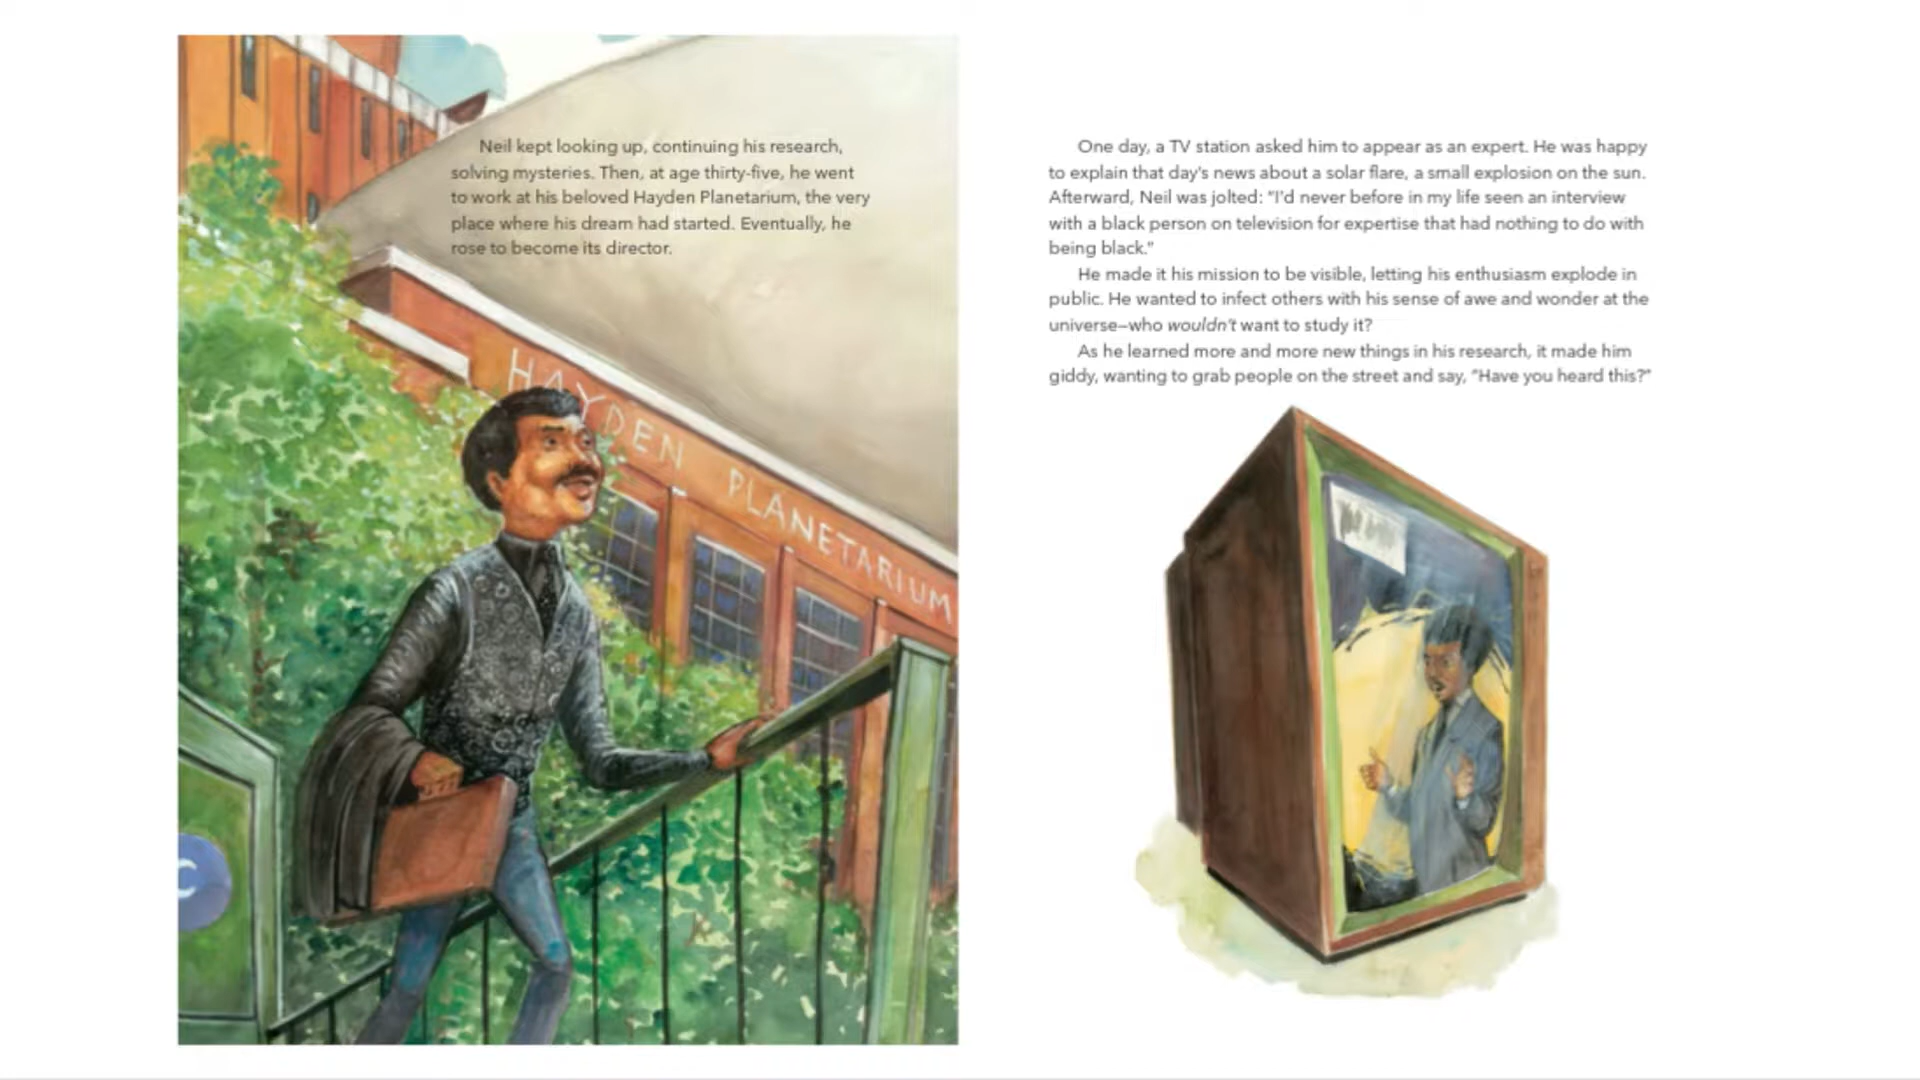 Neil kept looking up, continuing his research,
solving mysteries. Then, at age thirty-five, he went
to work at his beloved Hayden Planetarium, the very
place where his dream had started. Eventually, he
rose to become its director.
HAYDEN PLANETARIUM
C
One day, a TV station asked him to appear as an expert. He was happy
to explain that day's news about a solar flare, a small explosion on the sun.
Afterward, Neil was jolted: "I'd never before in my life seen an interview
with a black person on television for expertise that had nothing to do with
being black."
He made it his mission to be visible, letting his enthusiasm explode in
public. He wanted to infect others with his sense of awe and wonder at the
universe—who wouldn't want to study it?
As he learned more and more new things in his research, it made him
giddy, wanting to grab people on the street and say, "Have you heard this?"